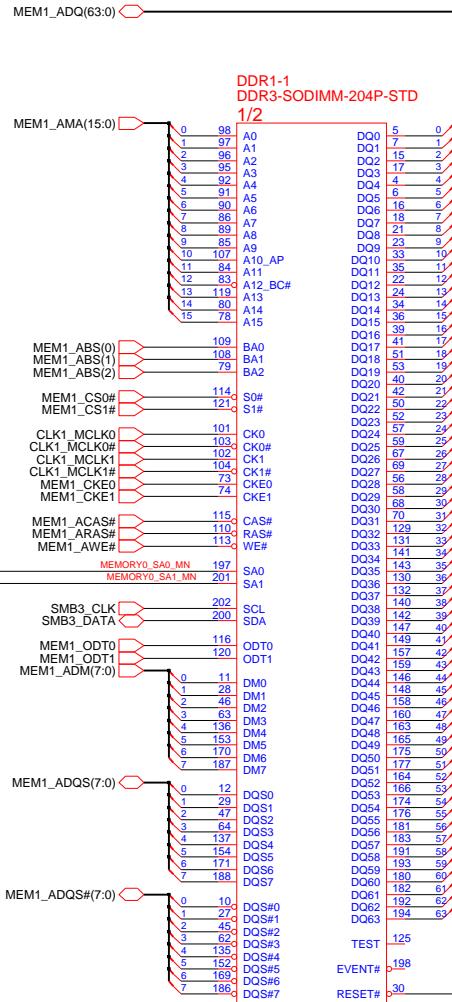 MEM1_ADQ(63:0)
DDR1-1
DDR3-SODIMM-204P-STD
1/2
MEM1_AMA(15:0)
0 98 A0
1 97 A1
2 96 A2
3 95 A3
4 92 A4
5 91 A5
6 90 A6
7 86 A7
8 89 A8
9 85 A9
10 107 A10_AP
11 84 A11
12 83 A12_BC#
13 119 A13
14 80 A14
15 78 A15
MEM1_ABS(0) 109 BA0
MEM1_ABS(1) 108 BA1
MEM1_ABS(2) 79 BA2
MEM1_CS0# 114 S0#
MEM1_CS1# 121 S1#
CLK1_MCLK0 101 CK0
CLK1_MCLK0# 103 CK0#
CLK1_MCLK1 102 CK1
CLK1_MCLK1# 104 CK1#
MEM1_CKE0 73 CKE0
MEM1_CKE1 74 CKE1
MEM1_ACAS# 115 CAS#
MEM1_ARAS# 110 RAS#
MEM1_AWE# 113 WE#
MEMORY0_SA0_MN 197 SA0
MEMORY0_SA1_MN 201 SA1
SMB3_CLK 202 SCL
SMB3_DATA 200 SDA
MEM1_ODT0 116 ODT0
MEM1_ODT1 120 ODT1
MEM1_ADM(7:0)
0 11 DM0
1 28 DM1
2 46 DM2
3 63 DM3
4 136 DM4
5 153 DM5
6 170 DM6
7 187 DM7
MEM1_ADQS(7:0)
0 12 DQS0
1 29 DQS1
2 47 DQS2
3 64 DQS3
4 137 DQS4
5 154 DQS5
6 171 DQS6
7 188 DQS7
MEM1_ADQS#(7:0)
0 10 DQS#0
1 27 DQS#1
2 45 DQS#2
3 62 DQS#3
4 135 DQS#4
5 152 DQS#5
6 169 DQS#6
7 186 DQS#7
DQ0 5 0
DQ1 7 1
DQ2 15 2
DQ3 17 3
DQ4 4 4
DQ5 6 5
DQ6 16 6
DQ7 18 7
DQ8 21 8
DQ9 23 9
DQ10 33 10
DQ11 35 11
DQ12 22 12
DQ13 24 13
DQ14 34 14
DQ15 36 15
DQ16 39 16
DQ17 41 17
DQ18 51 18
DQ19 53 19
DQ20 40 20
DQ21 42 21
DQ22 50 22
DQ23 52 23
DQ24 57 24
DQ25 59 25
DQ26 67 26
DQ27 69 27
DQ28 56 28
DQ29 58 29
DQ30 68 30
DQ31 70 31
DQ32 129 32
DQ33 131 33
DQ34 141 34
DQ35 143 35
DQ36 130 36
DQ37 132 37
DQ38 140 38
DQ39 142 39
DQ40 147 40
DQ41 149 41
DQ42 157 42
DQ43 159 43
DQ44 146 44
DQ45 148 45
DQ46 158 46
DQ47 160 47
DQ48 163 48
DQ49 165 49
DQ50 175 50
DQ51 177 51
DQ52 164 52
DQ53 166 53
DQ54 174 54
DQ55 176 55
DQ56 181 56
DQ57 183 57
DQ58 191 58
DQ59 193 59
DQ60 180 60
DQ61 182 61
DQ62 192 62
DQ63 194 63
TEST 125
EVENT# 198
RESET# 30